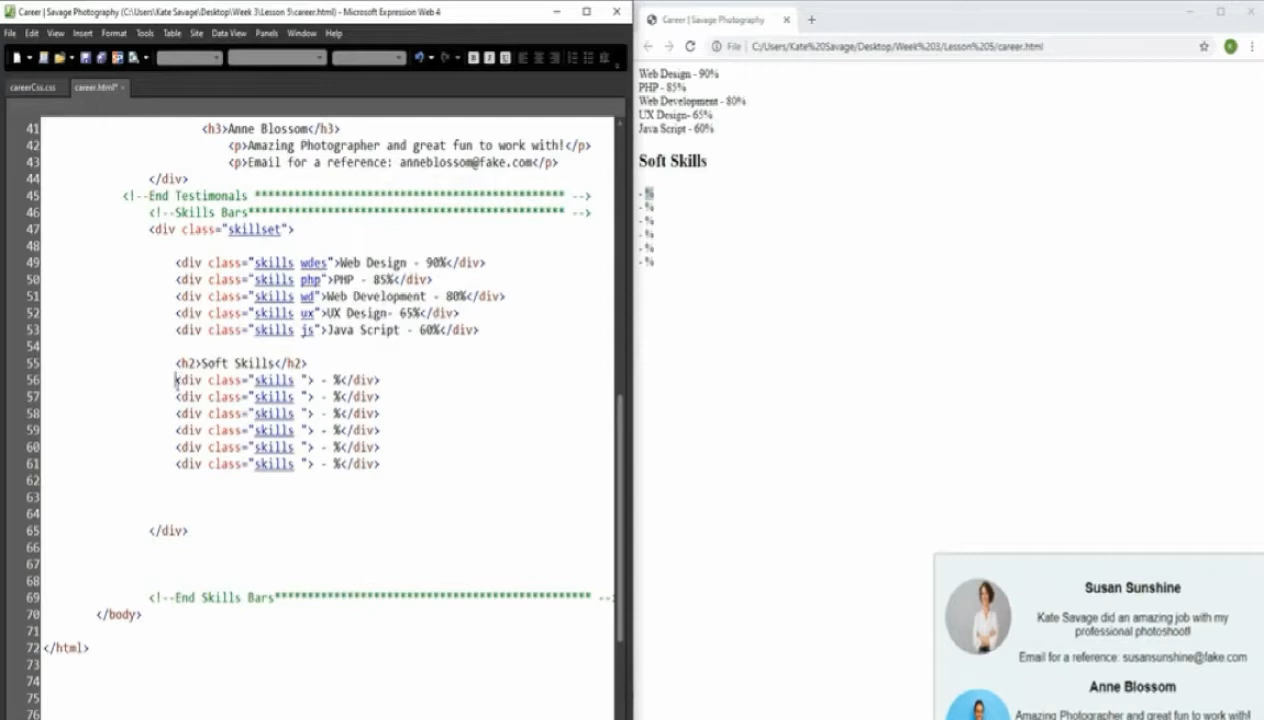 Career | Savage Photography (C:\Users\Kate Savage\Desktop\Week 3\Lesson 5\career.html) - Microsoft Expression Web 4
File Edit View Insert Format Tools Table Site Data View Panels Window Help
careerCss.css career.html*
41 <h3>Anne Blossom</h3>
42 <p>Amazing Photographer and great fun to work with!</p>
43 <p>Email for a reference: anneblossom@fake.com</p>
44 </div>
45 <!--End Testimonals *********************************************** -->
46 <!--Skills Bars************************************************ -->
47 <div class="skillset">
48
49 <div class="skills wdes">Web Design - 90%</div>
50 <div class="skills php">PHP - 85%</div>
51 <div class="skills wd">Web Development - 80%</div>
52 <div class="skills ux">UX Design- 65%</div>
53 <div class="skills js">Java Script - 60%</div>
54
55 <h2>Soft Skills</h2>
56 <div class="skills "> - %</div>
57 <div class="skills "> - %</div>
58 <div class="skills "> - %</div>
59 <div class="skills "> - %</div>
60 <div class="skills "> - %</div>
61 <div class="skills "> - %</div>
62
63
64
65 </div>
66
67
68
69 <!--End Skills Bars************************************************ --
70 </body>
71
72 </html>
73
74
75
76
Career | Savage Photography
File C:/Users/Kate%20Savage/Desktop/Week%203/Lesson%205/career.html
Web Design - 90%
PHP - 85%
Web Development - 80%
UX Design- 65%
Java Script - 60%
Soft Skills
- %
- %
- %
- %
- %
- %
Susan Sunshine
Kate Savage did an amazing job with my
professional photoshoot!
Email for a reference: susansunshine@fake.com
Anne Blossom
Amazing Photographer and great fun to work with!